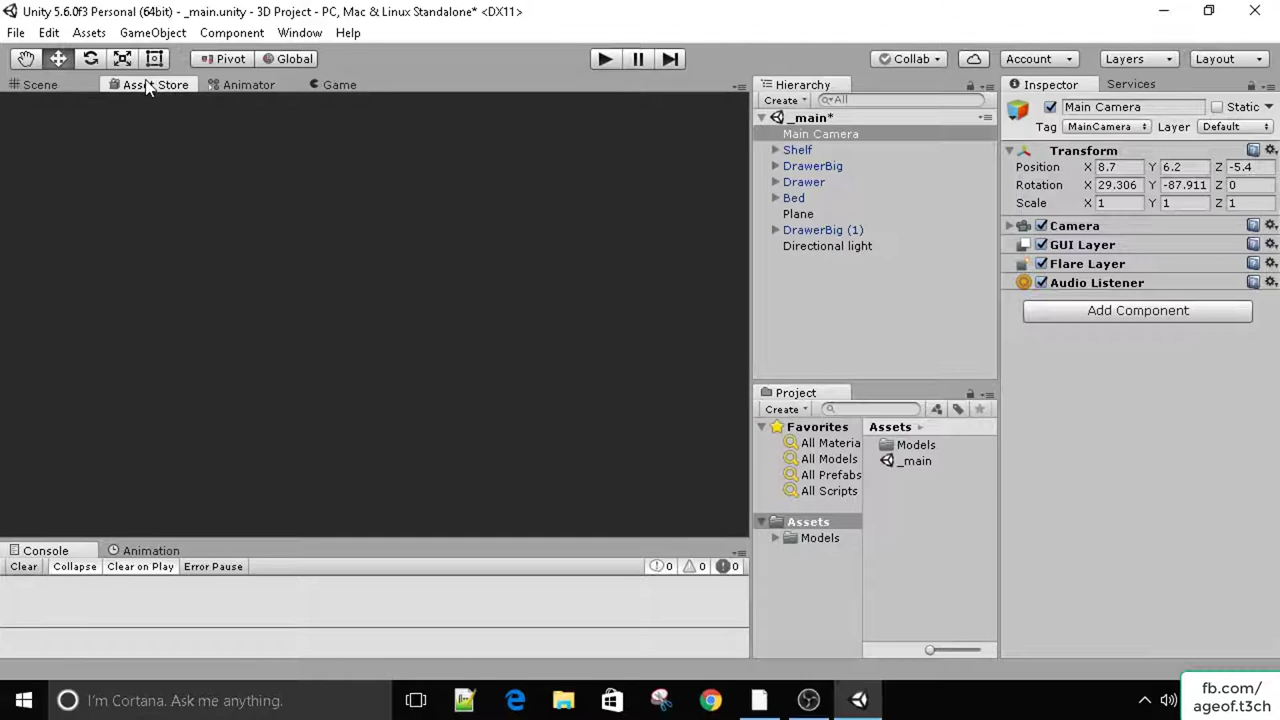 Unity 5.6.0f3 Personal (64bit) - _main.unity - 3D Project - PC, Mac & Linux Standalone* <DX11>
File Edit Assets GameObject Component Window Help
Pivot Global Collab Account Layers Layout
Scene Asset Store Animator Game
Hierarchy
Create All
_main*
Main Camera
Shelf
DrawerBig
Drawer
Bed
Plane
DrawerBig (1)
Directional light
Inspector Services
Main Camera Static
Tag MainCamera Layer Default
Transform
Position X 8.7 Y 6.2 Z -5.4
Rotation X 29.306 Y -87.911 Z 0
Scale X 1 Y 1 Z 1
Camera
GUI Layer
Flare Layer
Audio Listener
Add Component
Project
Create
Favorites
All Materia
All Models
All Prefabs
All Scripts
Assets
Models
Assets
Models
_main
Console Animation
Clear Collapse Clear on Play Error Pause 0 0 0
I'm Cortana. Ask me anything.
fb.com/
ageof.t3ch